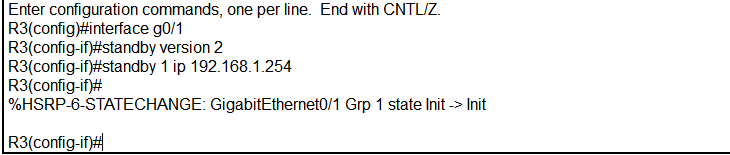 Enter configuration commands, one per line.  End with CNTL/Z.
R3(config)#interface g0/1
R3(config-if)#standby version 2
R3(config-if)#standby 1 ip 192.168.1.254
R3(config-if)#
%HSRP-6-STATECHANGE: GigabitEthernet0/1 Grp 1 state Init -> Init
R3(config-if)#